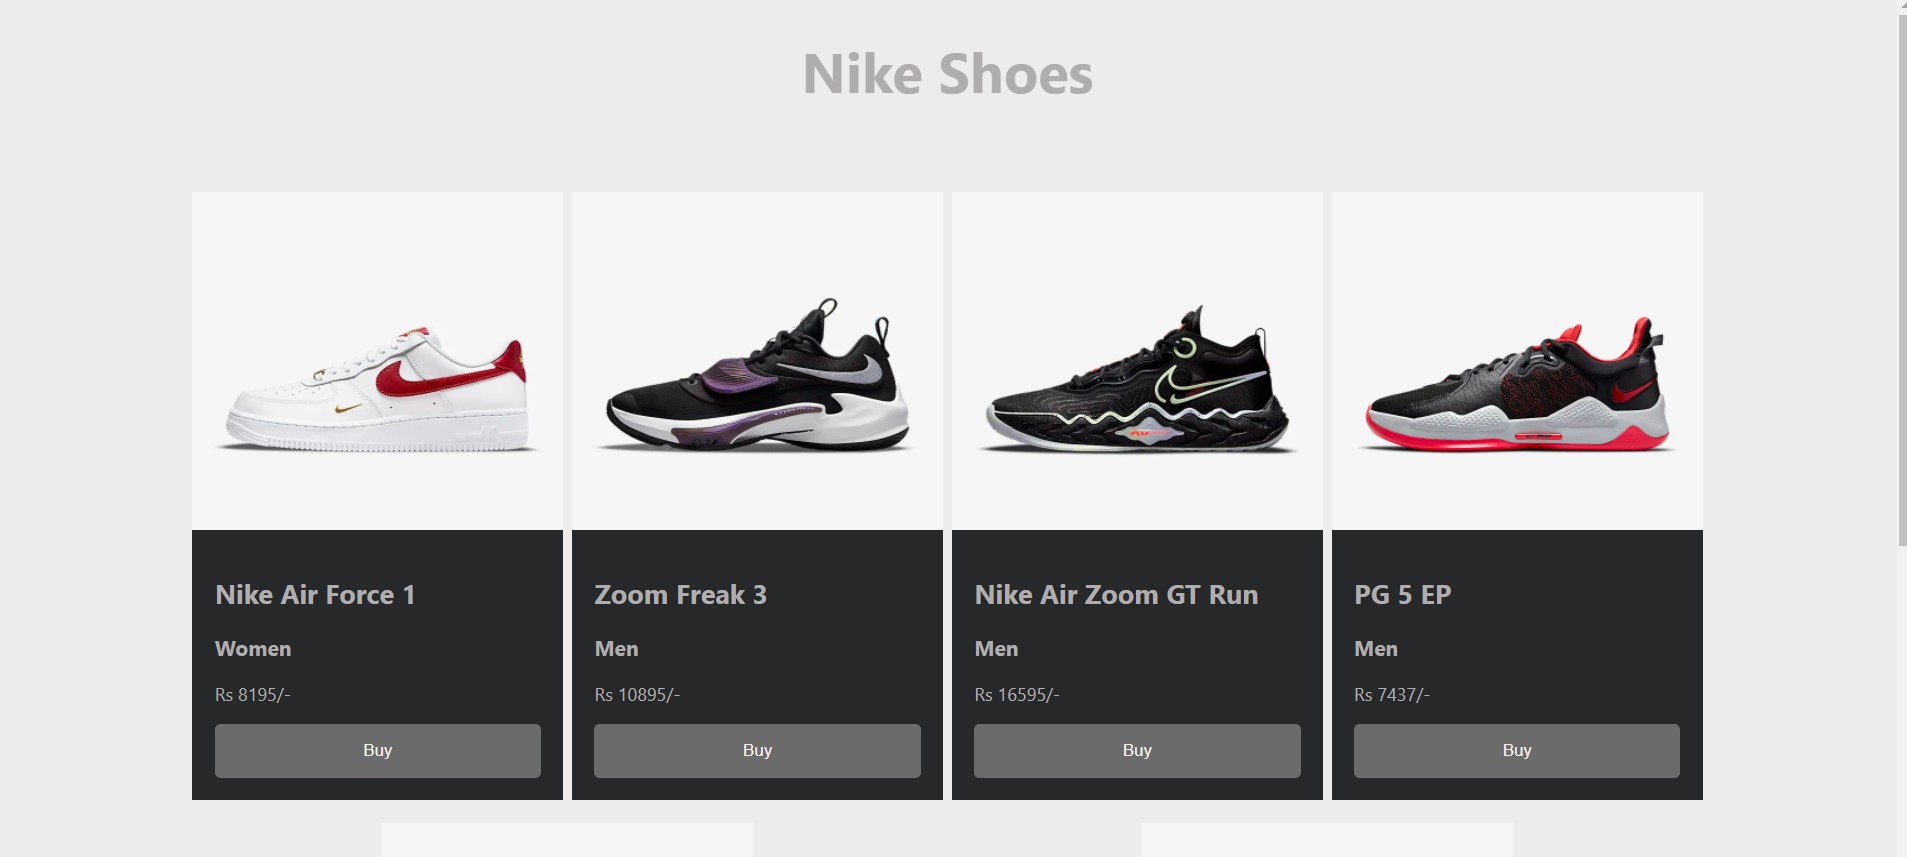 Nike Shoes
Nike Air Force 1
Women
Rs 8195/-
Buy
Zoom Freak 3
Men
Rs 10895/-
Buy
Nike Air Zoom GT Run
Men
Rs 16595/-
Buy
PG 5 EP
Men
Rs 7437/-
Buy